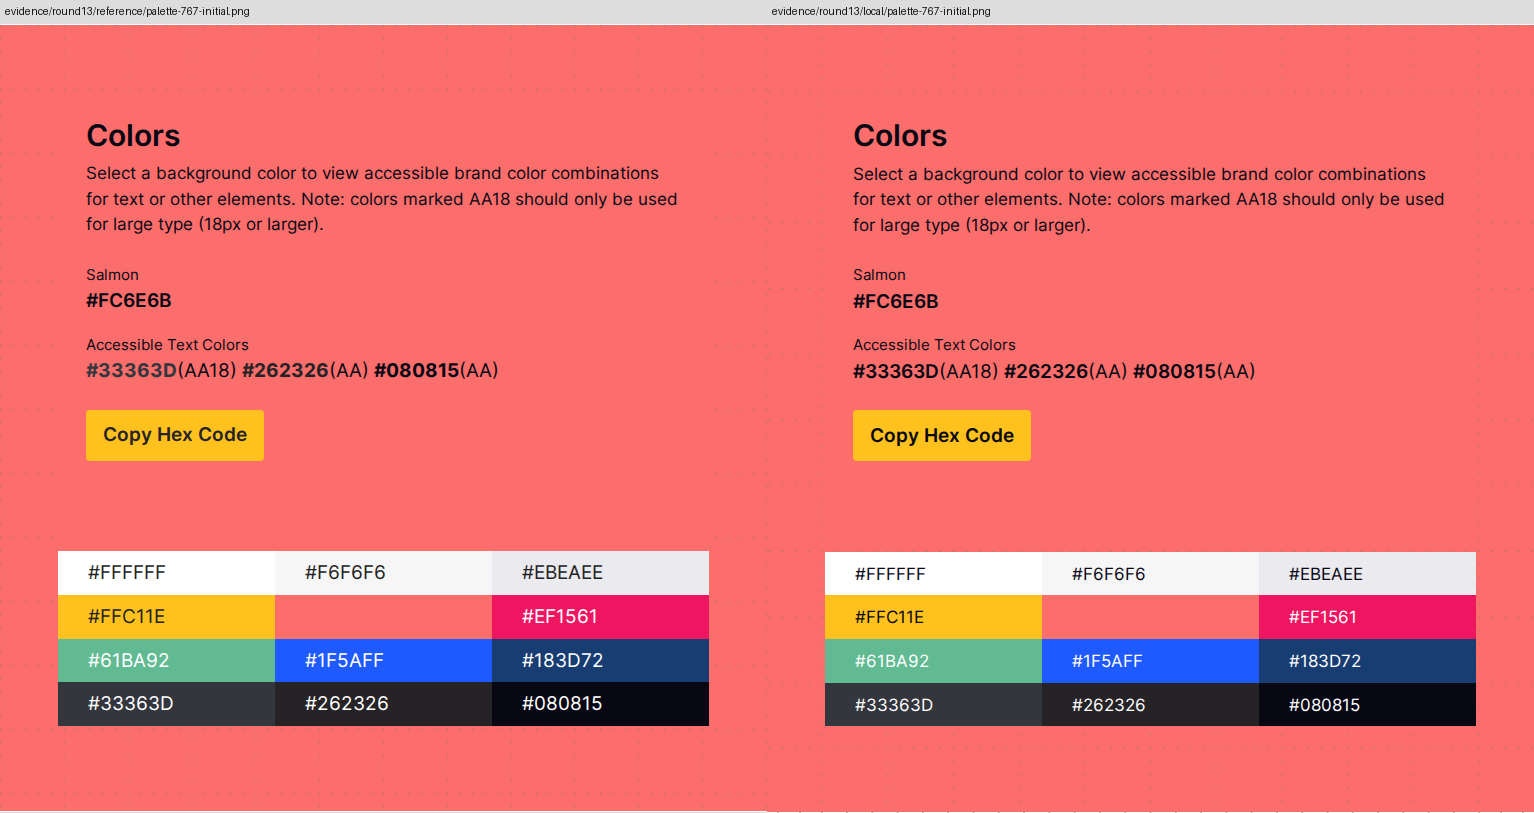 evidence/round13/reference/palette-767-initial.png
Colors
Select a background color to view accessible brand color combinations
for text or other elements. Note: colors marked AA18 should only be used
for large type (18px or larger).
Salmon
#FC6E6B
Accessible Text Colors
#33363D(AA18) #262326(AA) #080815(AA)
Copy Hex Code
#FFFFFF #F6F6F6 #EBEAEE
#FFC11E #EF1561
#61BA92 #1F5AFF #183D72
#33363D #262326 #080815
evidence/round13/local/palette-767-initial.png
Colors
Select a background color to view accessible brand color combinations
for text or other elements. Note: colors marked AA18 should only be used
for large type (18px or larger).
Salmon
#FC6E6B
Accessible Text Colors
#33363D(AA18) #262326(AA) #080815(AA)
Copy Hex Code
#FFFFFF #F6F6F6 #EBEAEE
#FFC11E #EF1561
#61BA92 #1F5AFF #183D72
#33363D #262326 #080815